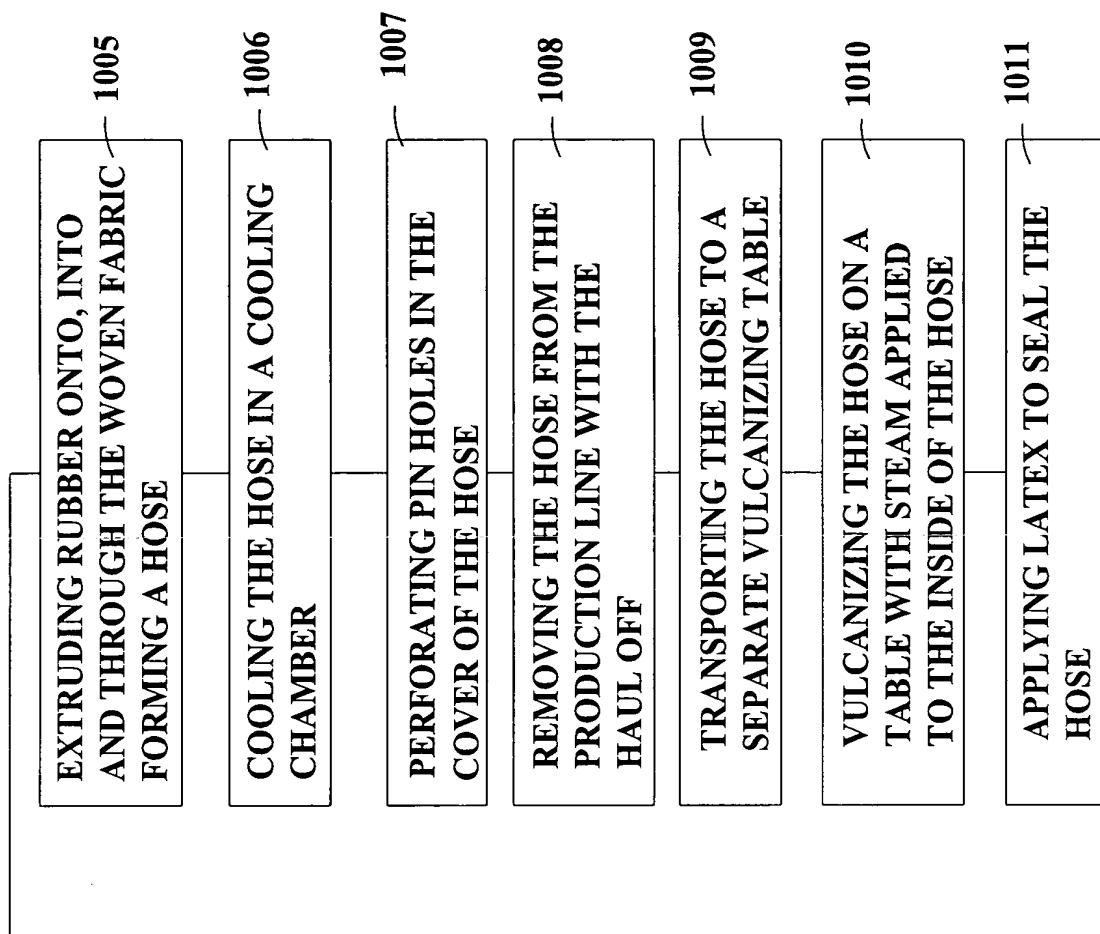 EXTRUDING RUBBER ONTO, INTO
AND THROUGH THE WOVEN FABRIC
FORMING A HOSE
1005
COOLING THE HOSE IN A COOLING
CHAMBER
1006
PERFORATING PIN HOLES IN THE
COVER OF THE HOSE
1007
REMOVING THE HOSE FROM THE
PRODUCTION LINE WITH THE
HAUL OFF
1008
TRANSPORTING THE HOSE TO A
SEPARATE VULCANIZING TABLE
1009
VULCANIZING THE HOSE ON A
TABLE WITH STEAM APPLIED
TO THE INSIDE OF THE HOSE
1010
APPLYING LATEX TO SEAL THE
HOSE
1011